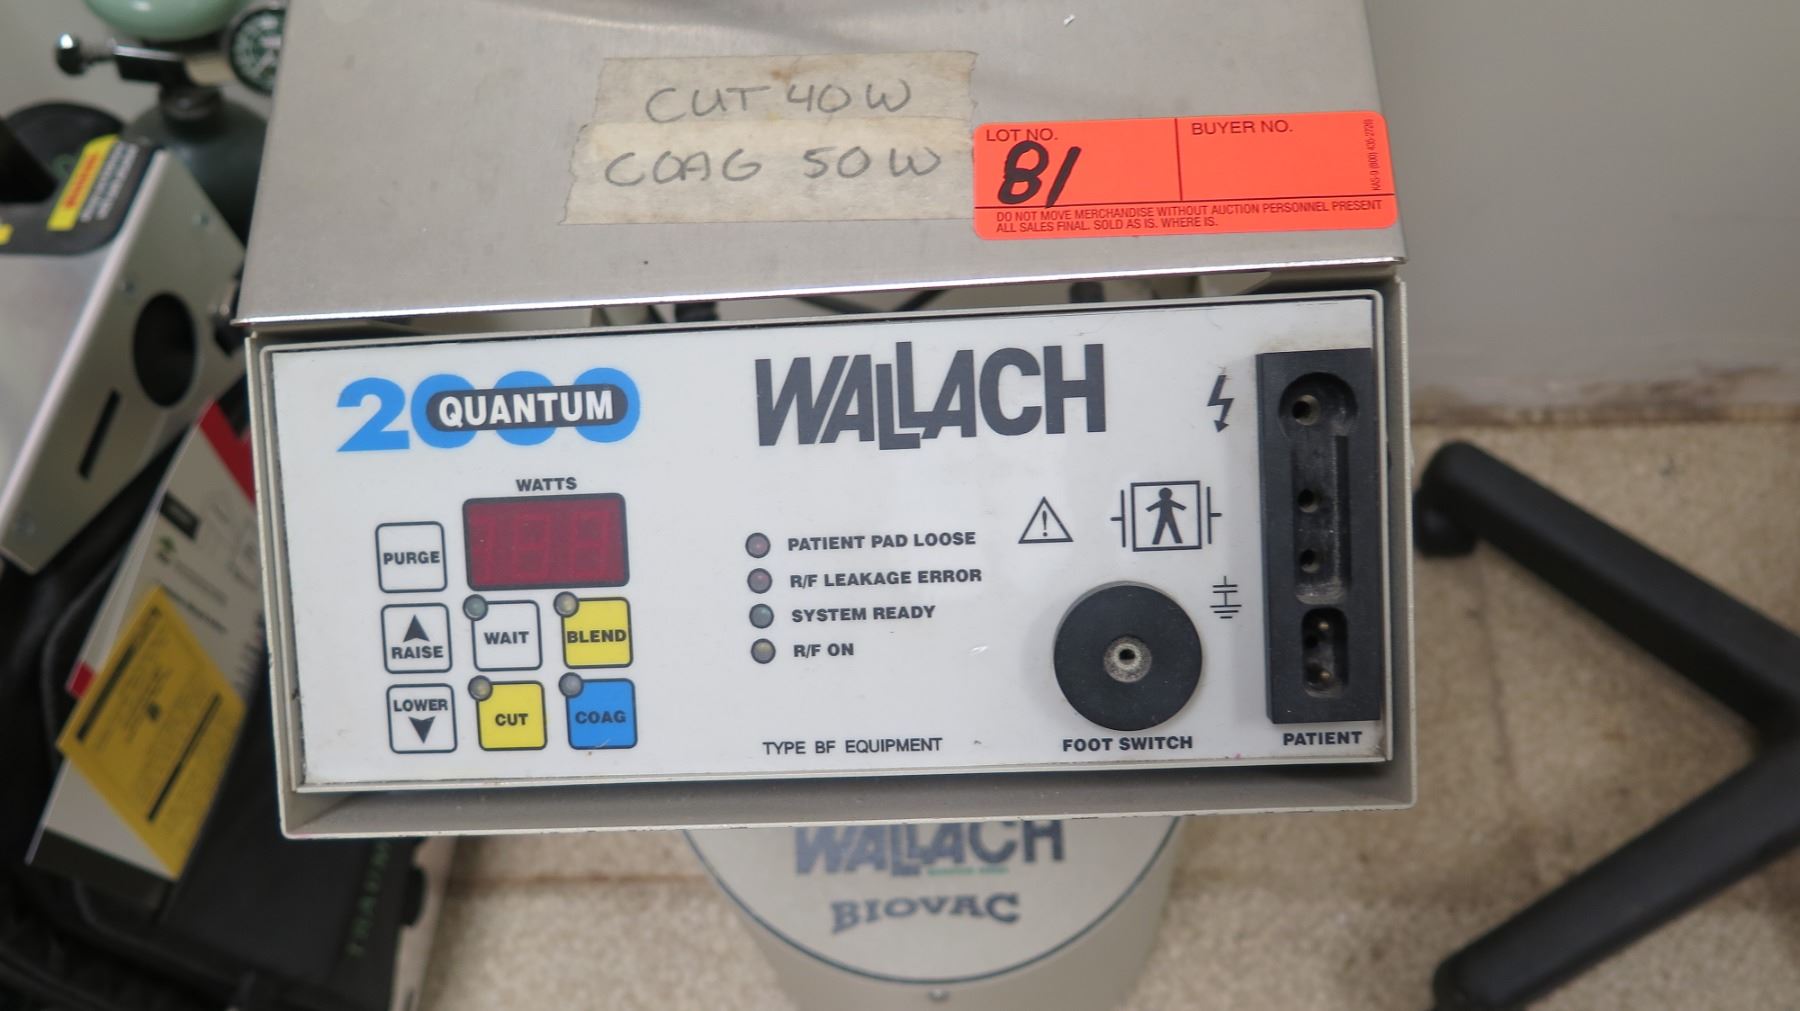 CUT 40 W
COAG 50 W
LOT NO.
81
BUYER NO.
DO NOT MOVE MERCHANDISE WITHOUT AUCTION PERSONNEL PRESENT
ALL SALES FINAL. SOLD AS IS. WHERE IS.
2000
QUANTUM
WALLACH
WATTS
PURGE
RAISE
WAIT
BLEND
LOWER
CUT
COAG
PATIENT PAD LOOSE
R/F LEAKAGE ERROR
SYSTEM READY
R/F ON
TYPE BF EQUIPMENT
FOOT SWITCH
PATIENT
WALLACH
BIOVAC